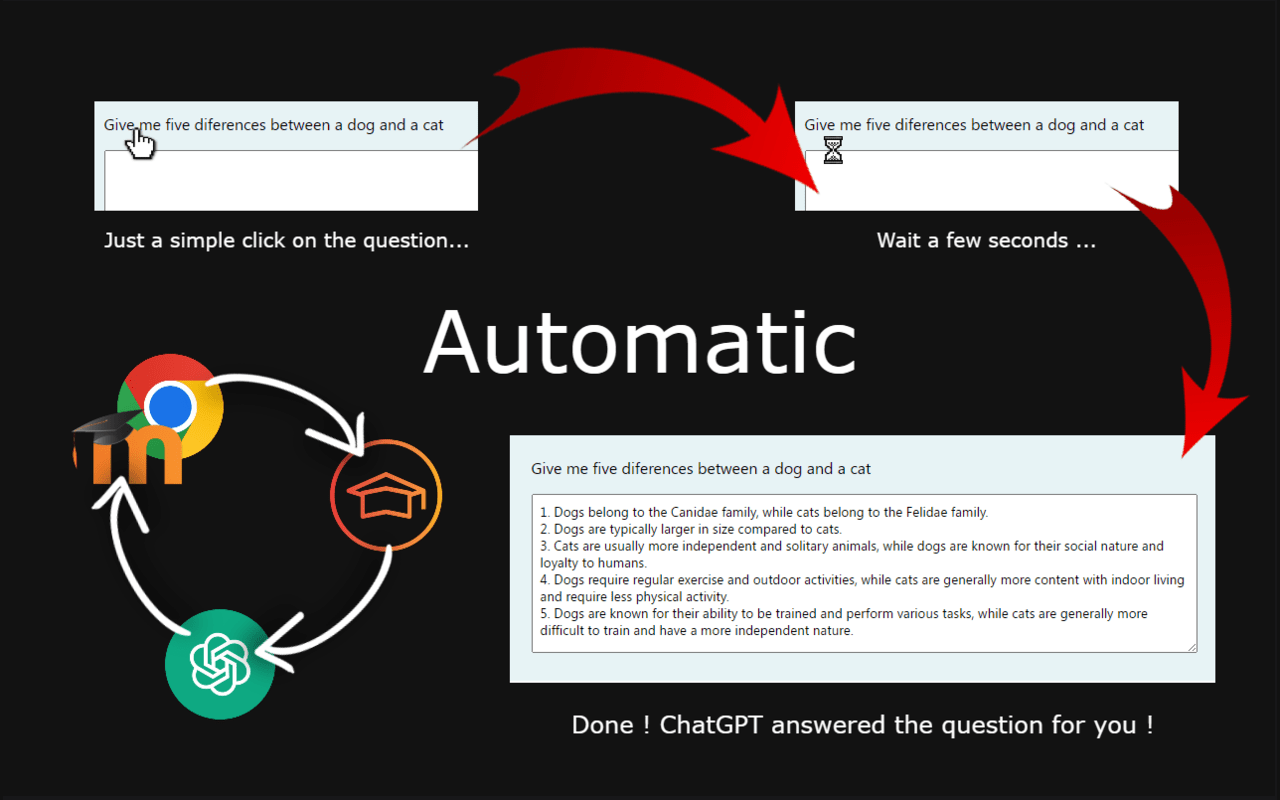 Give me five diferences between a dog and a cat
Just a simple click on the question...
Give me five diferences between a dog and a cat
Wait a few seconds ...
Automatic
m
Give me five diferences between a dog and a cat
1. Dogs belong to the Canidae family, while cats belong to the Felidae family.
2. Dogs are typically larger in size compared to cats.
3. Cats are usually more independent and solitary animals, while dogs are known for their social nature and
loyalty to humans.
4. Dogs require regular exercise and outdoor activities, while cats are generally more content with indoor living
and require less physical activity.
5. Dogs are known for their ability to be trained and perform various tasks, while cats are generally more
difficult to train and have a more independent nature.
Done ! ChatGPT answered the question for you !